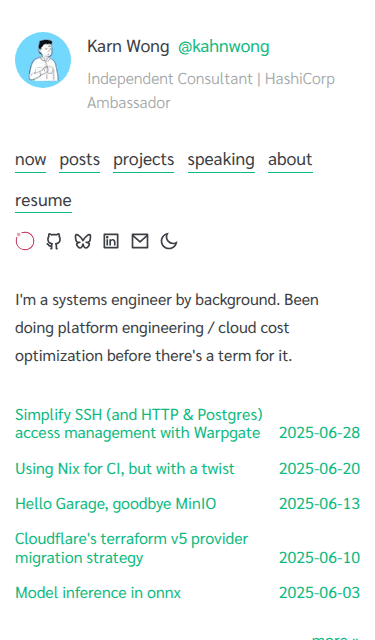 Karn Wong @kahnwong
Independent Consultant | HashiCorp
Ambassador
now posts projects speaking about
resume
I'm a systems engineer by background. Been
doing platform engineering / cloud cost
optimization before there's a term for it.
Simplify SSH (and HTTP & Postgres)
access management with Warpgate 2025-06-28
Using Nix for CI, but with a twist 2025-06-20
Hello Garage, goodbye MinIO 2025-06-13
Cloudflare's terraform v5 provider
migration strategy 2025-06-10
Model inference in onnx 2025-06-03
more »